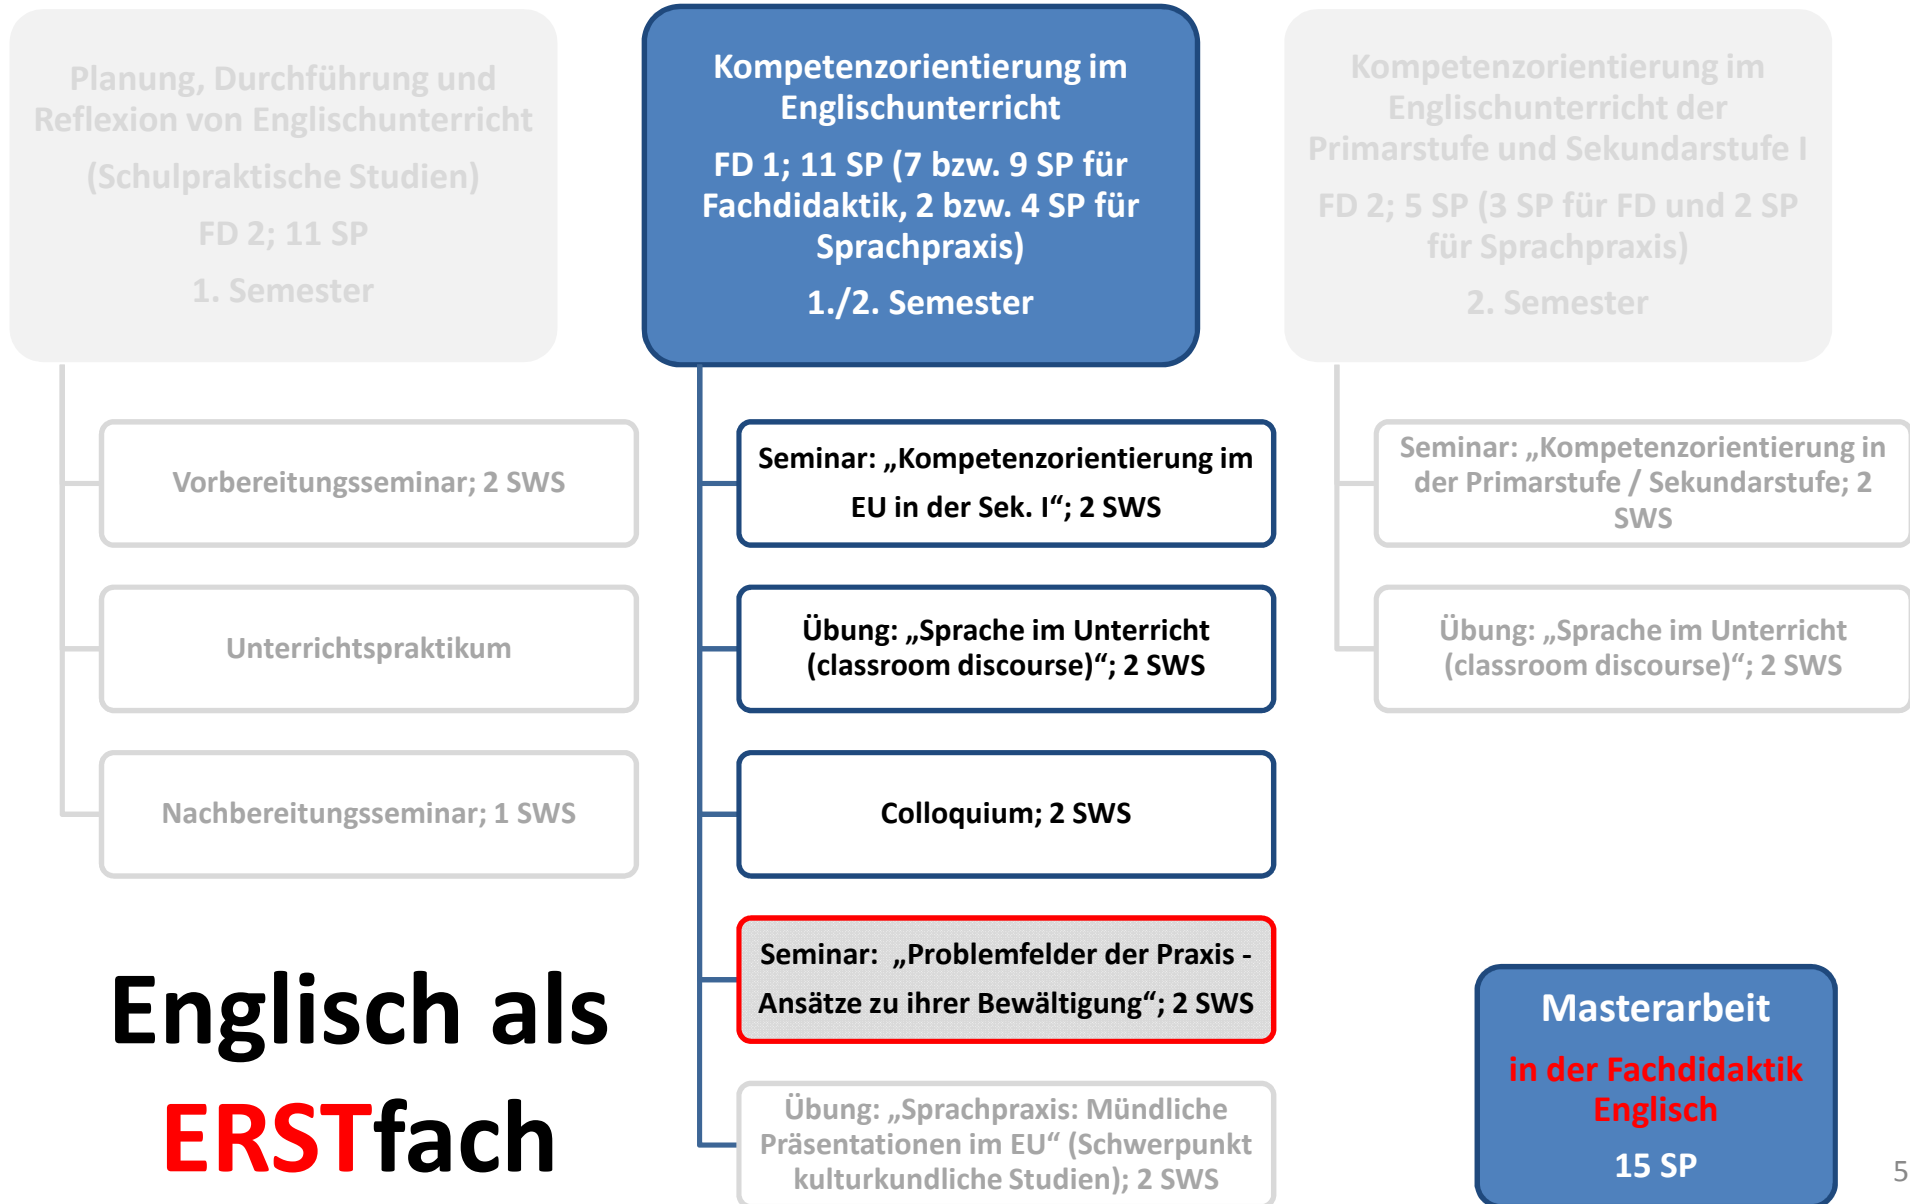 Planung, Durchführung und
Reflexion von Englischunterricht
(Schulpraktische Studien)
FD 2; 11 SP
1. Semester
Vorbereitungsseminar; 2 SWS
Unterrichtspraktikum
Nachbereitungsseminar; 1 SWS
Kompetenzorientierung im
Englischunterricht
FD 1; 11 SP (7 bzw. 9 SP für
Fachdidaktik, 2 bzw. 4 SP für
Sprachpraxis)
1./2. Semester
Seminar: „Kompetenzorientierung im
EU in der Sek. I“; 2 SWS
Übung: „Sprache im Unterricht
(classroom discourse)“; 2 SWS
Colloquium; 2 SWS
Seminar: „Problemfelder der Praxis -
Ansätze zu ihrer Bewältigung“; 2 SWS
Übung: „Sprachpraxis: Mündliche
Präsentationen im EU“ (Schwerpunkt
kulturkundliche Studien); 2 SWS
Kompetenzorientierung im
Englischunterricht der
Primarstufe und Sekundarstufe I
FD 2; 5 SP (3 SP für FD und 2 SP
für Sprachpraxis)
2. Semester
Seminar: „Kompetenzorientierung in
der Primarstufe / Sekundarstufe; 2
SWS
Übung: „Sprache im Unterricht
(classroom discourse)“; 2 SWS
Englisch als
ERSTfach
Masterarbeit
in der Fachdidaktik
Englisch
15 SP
5